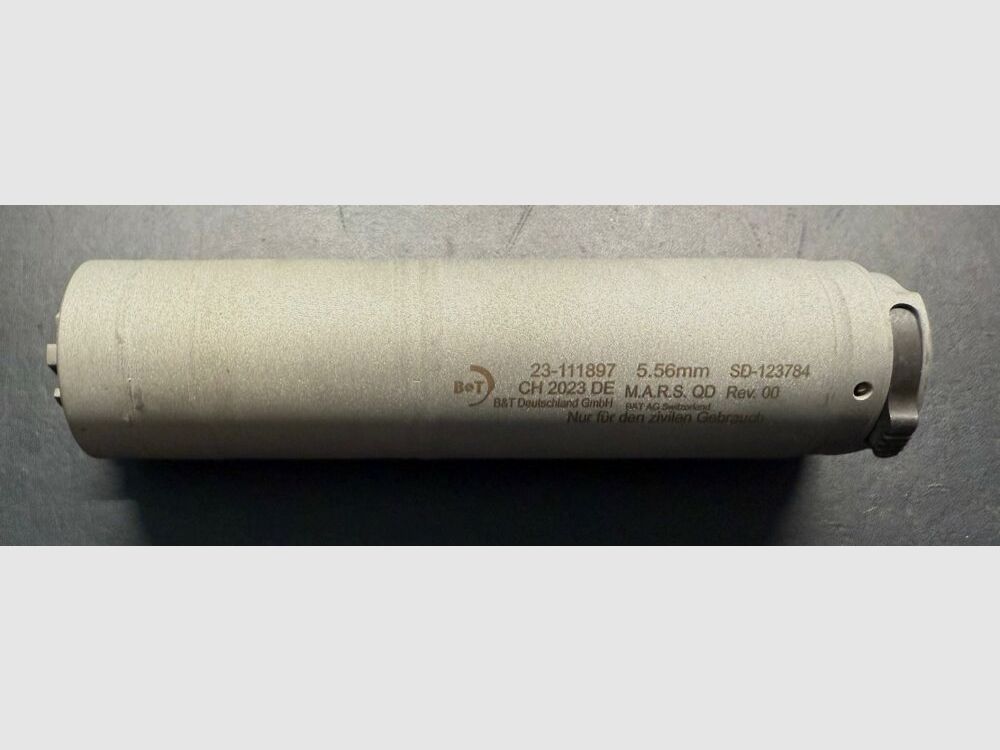 B&T
23-111897 5.56mm SD-123784
CH 2023 DE M.A.R.S. QD Rev. 00
B&T Deutschland GmbH B&T AG Switzerland
Nur für den zivilen Gebrauch